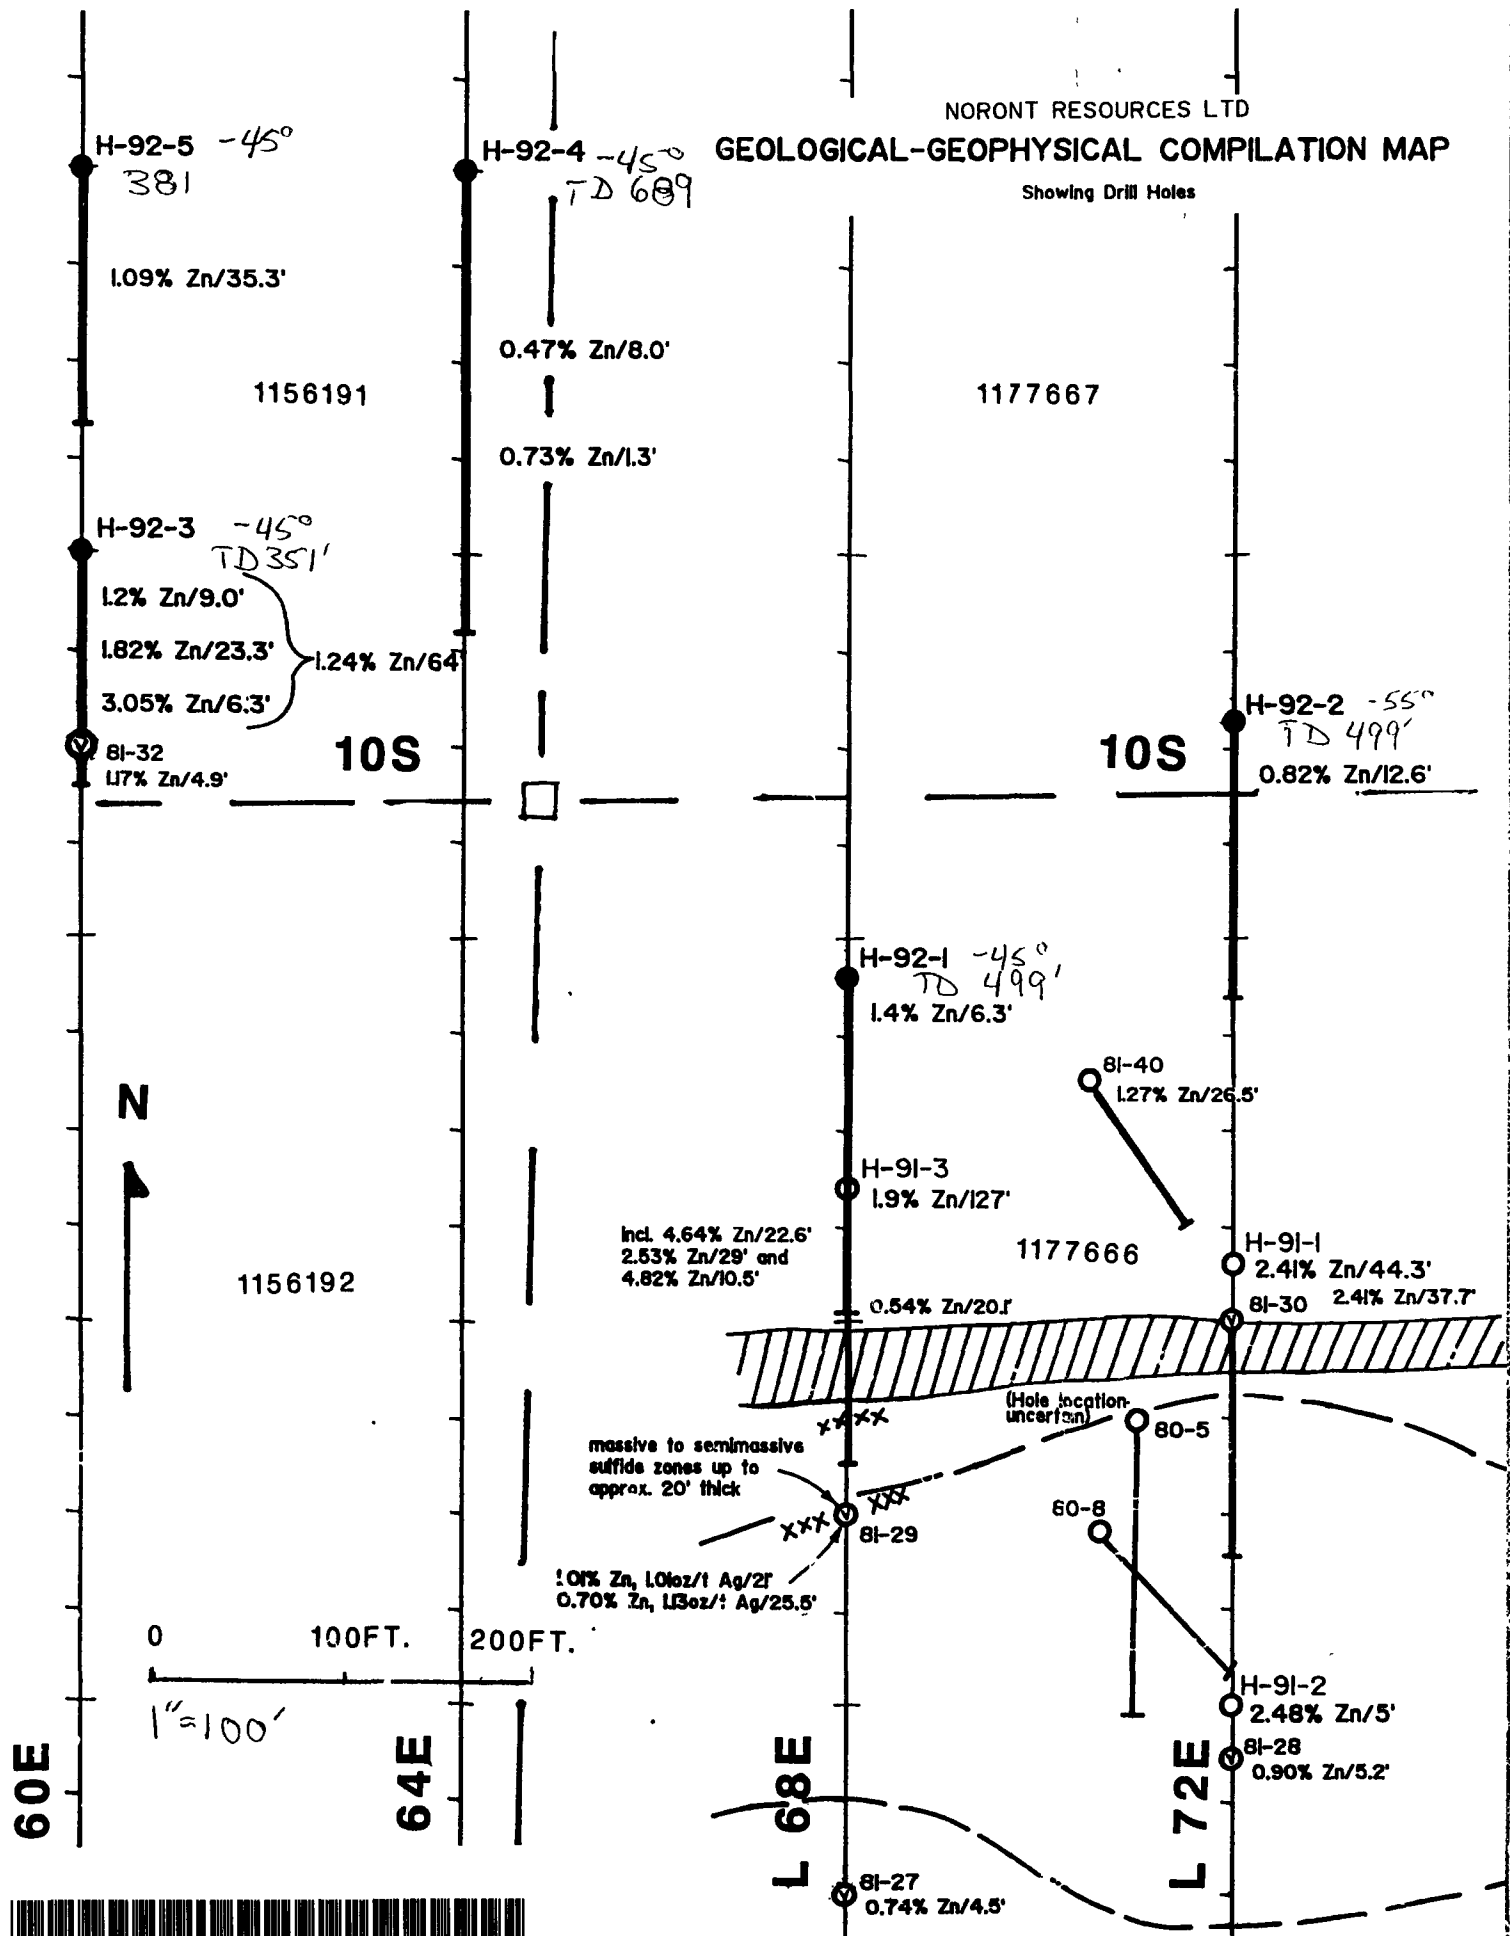 NORONT RESOURCES LTD
GEOLOGICAL-GEOPHYSICAL COMPILATION MAP
Showing Drill Holes
H-92-5 -45°
381
1.09% Zn/35.3'
H-92-4 -45°
TD 689
0.47% Zn/8.0'
0.73% Zn/1.3'
1156191
1177667
H-92-3 -45°
TD 351'
1.2% Zn/9.0'
1.82% Zn/23.3'
3.05% Zn/6.3'
1.24% Zn/64'
81-32
1.17% Zn/4.9'
10S
10S
H-92-2 -55°
TD 499'
0.82% Zn/12.6'
H-92-1 -45°
TD 499'
1.4% Zn/6.3'
81-40
1.27% Zn/26.5'
N
H-91-3
1.9% Zn/127'
incl. 4.64% Zn/22.6'
2.53% Zn/29' and
4.82% Zn/10.5'
1156192
1177666
H-91-1
2.41% Zn/44.3'
81-30 2.41% Zn/37.7'
0.54% Zn/20.1'
xxxx
(Hole location
uncertain)
80-5
massive to semimassive
sulfide zones up to
approx. 20' thick
xxx
xxx
81-29
80-8
1.01% Zn, 1.01oz/t Ag/21'
0.70% Zn, 1.13oz/t Ag/25.5'
0 100FT. 200FT.
1"=100'
H-91-2
2.48% Zn/5'
81-28
0.90% Zn/5.2'
60E
64E
L 68E
L 72E
81-27
0.74% Zn/4.5'